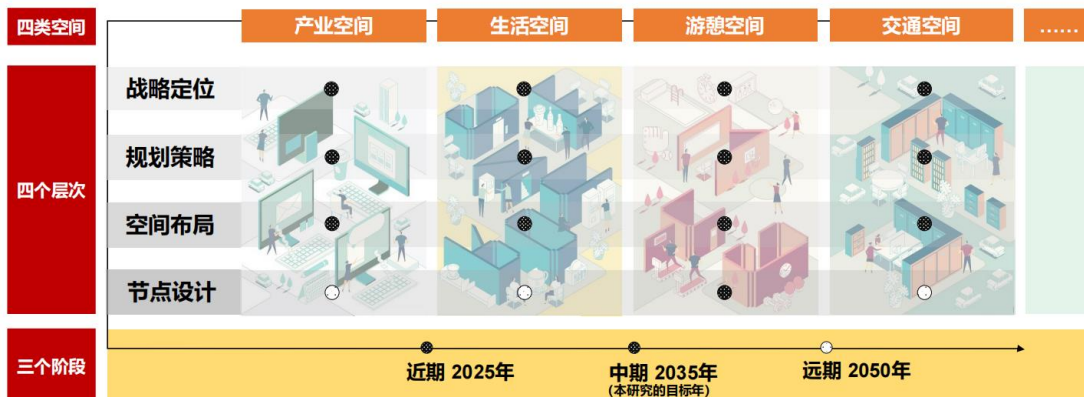 四类空间
产业空间
生活空间
游憩空间
交通空间
……
四个层次
战略定位
规划策略
空间布局
节点设计
三个阶段
近期 2025年
中期 2035年
(本研究的目标年)
远期 2050年